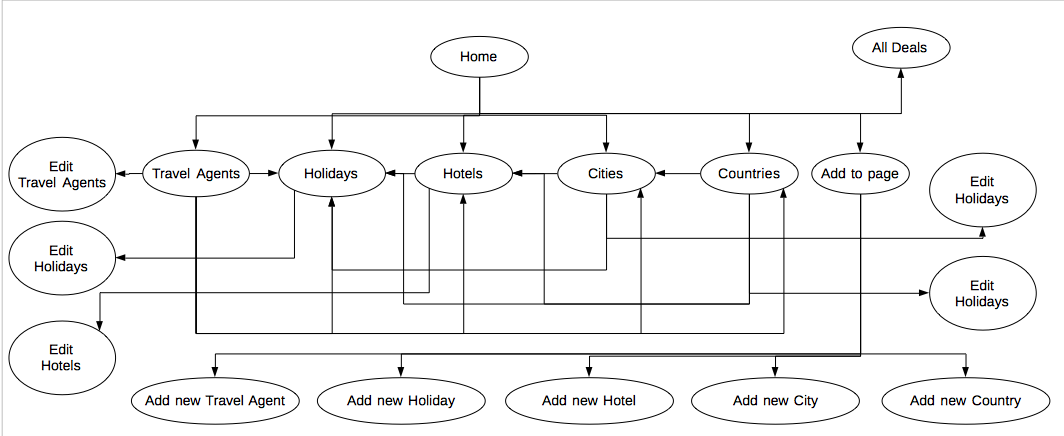 Home
All Deals
Edit
Travel Agents
Travel Agents
Holidays
Hotels
Cities
Countries
Add to page
Edit
Holidays
Edit
Holidays
Edit
Holidays
Edit
Hotels
Add new Travel Agent
Add new Holiday
Add new Hotel
Add new City
Add new Country